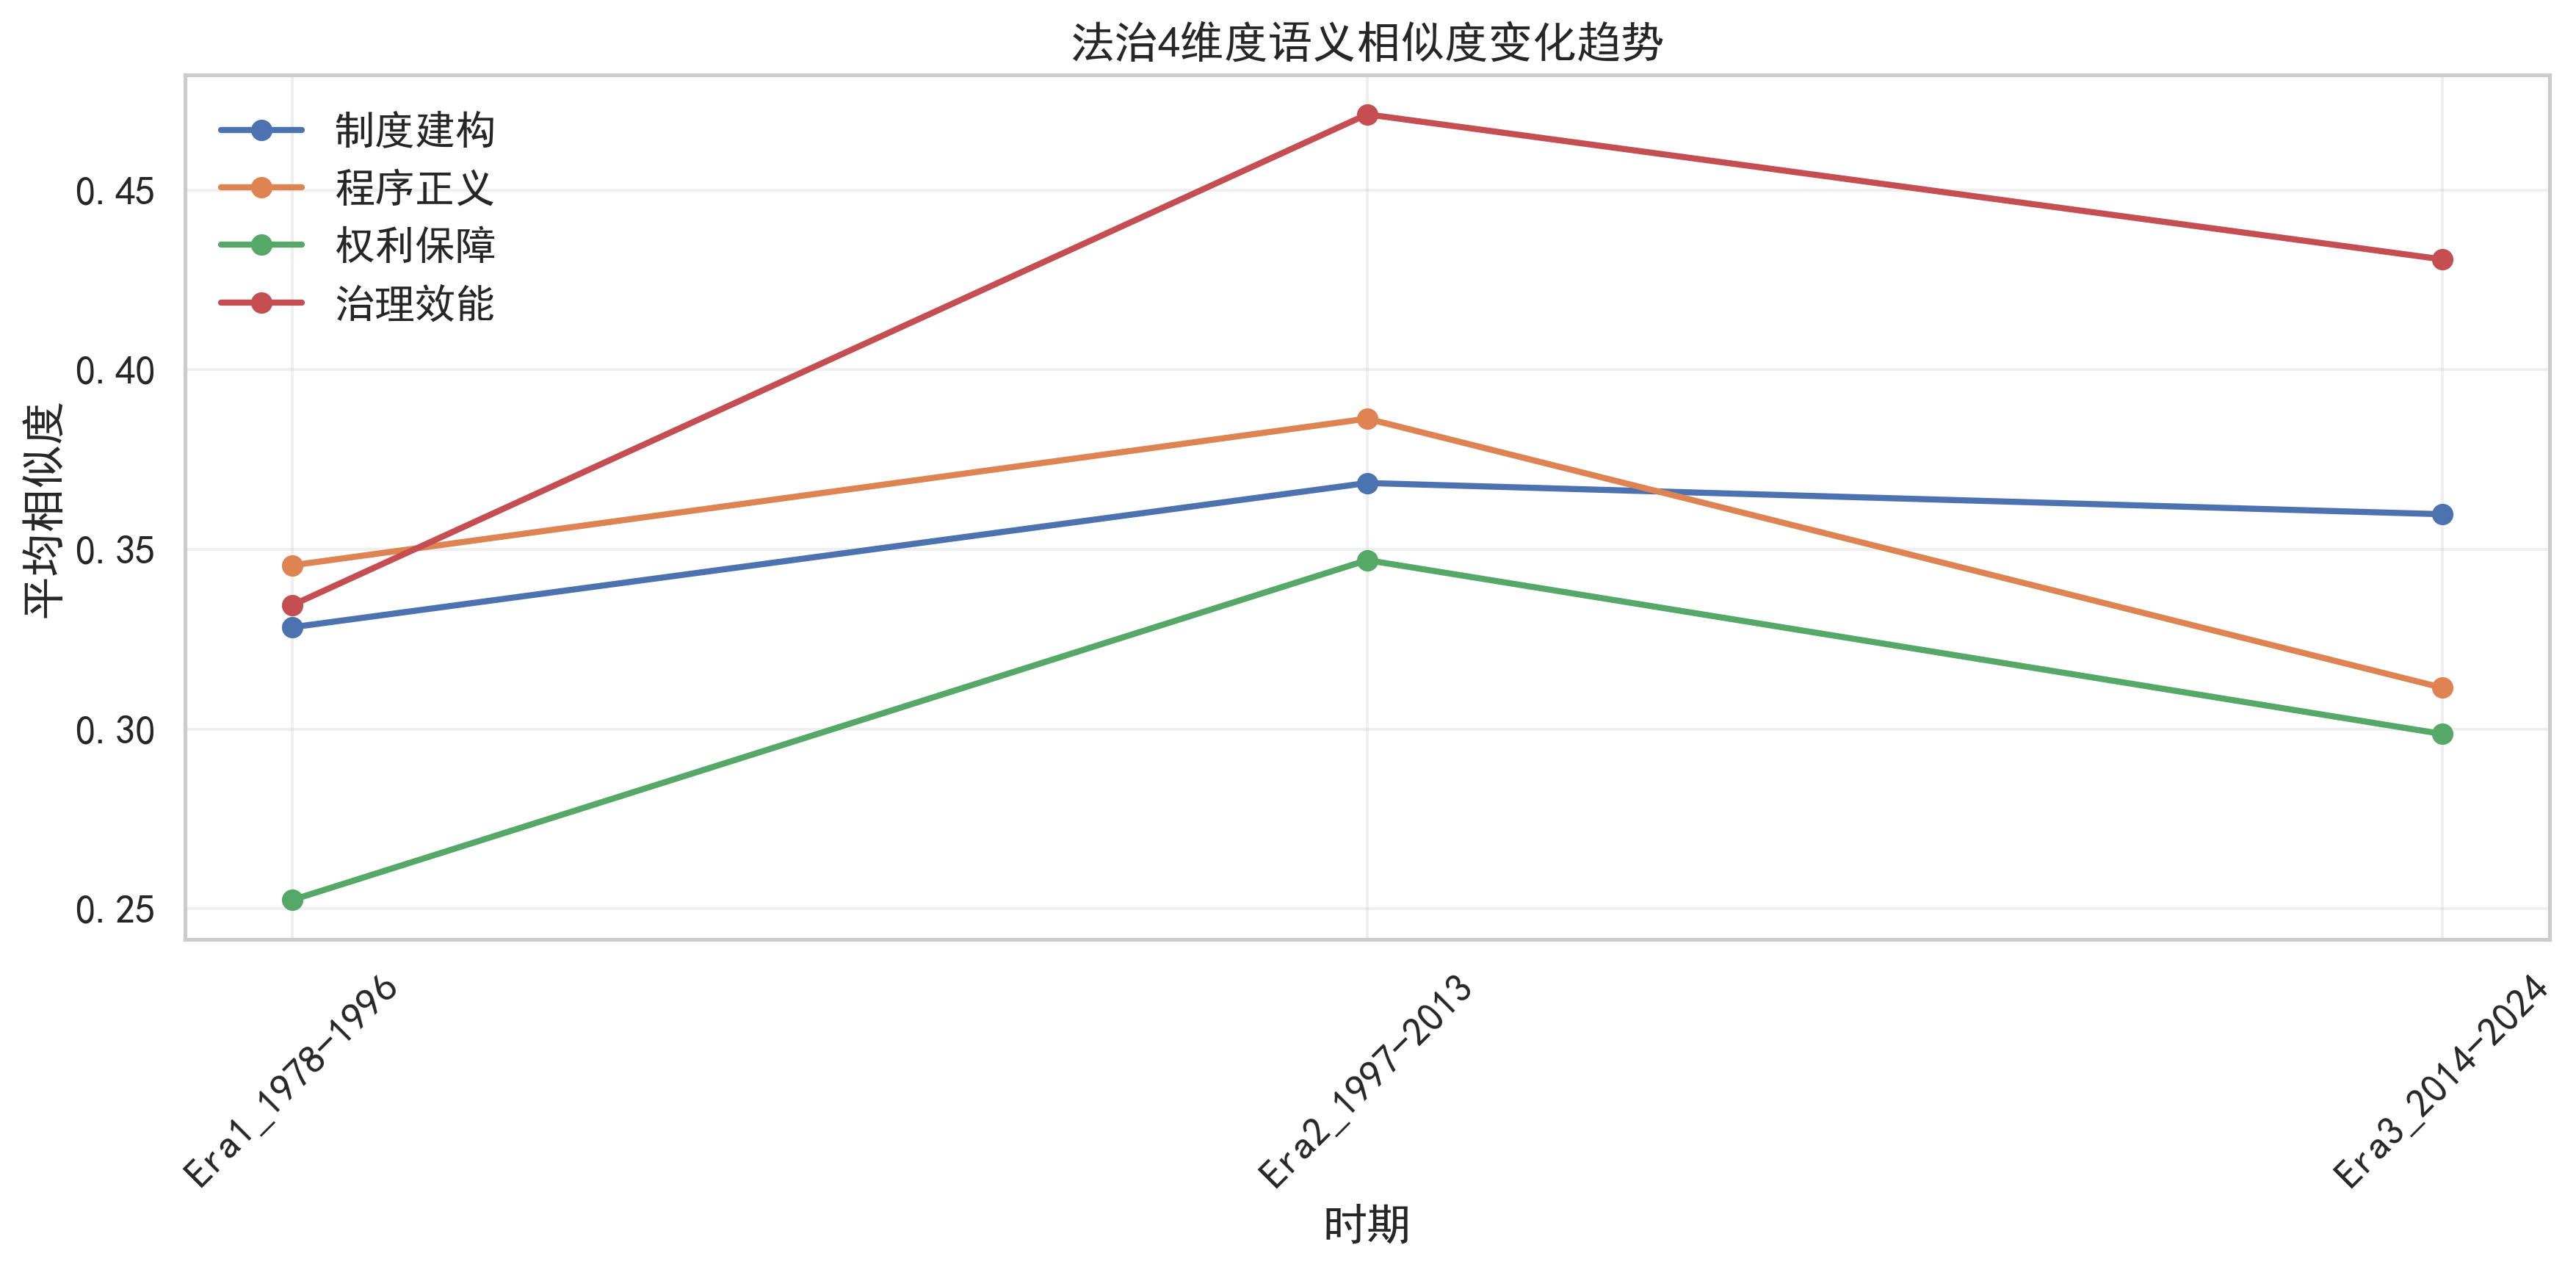 法治4维度语义相似度变化趋势
制度建构
程序正义
权利保障
治理效能
平均相似度
0.45
0.40
0.35
0.30
0.25
Era1_1978-1996
Era2_1997-2013
Era3_2014-2024
时期